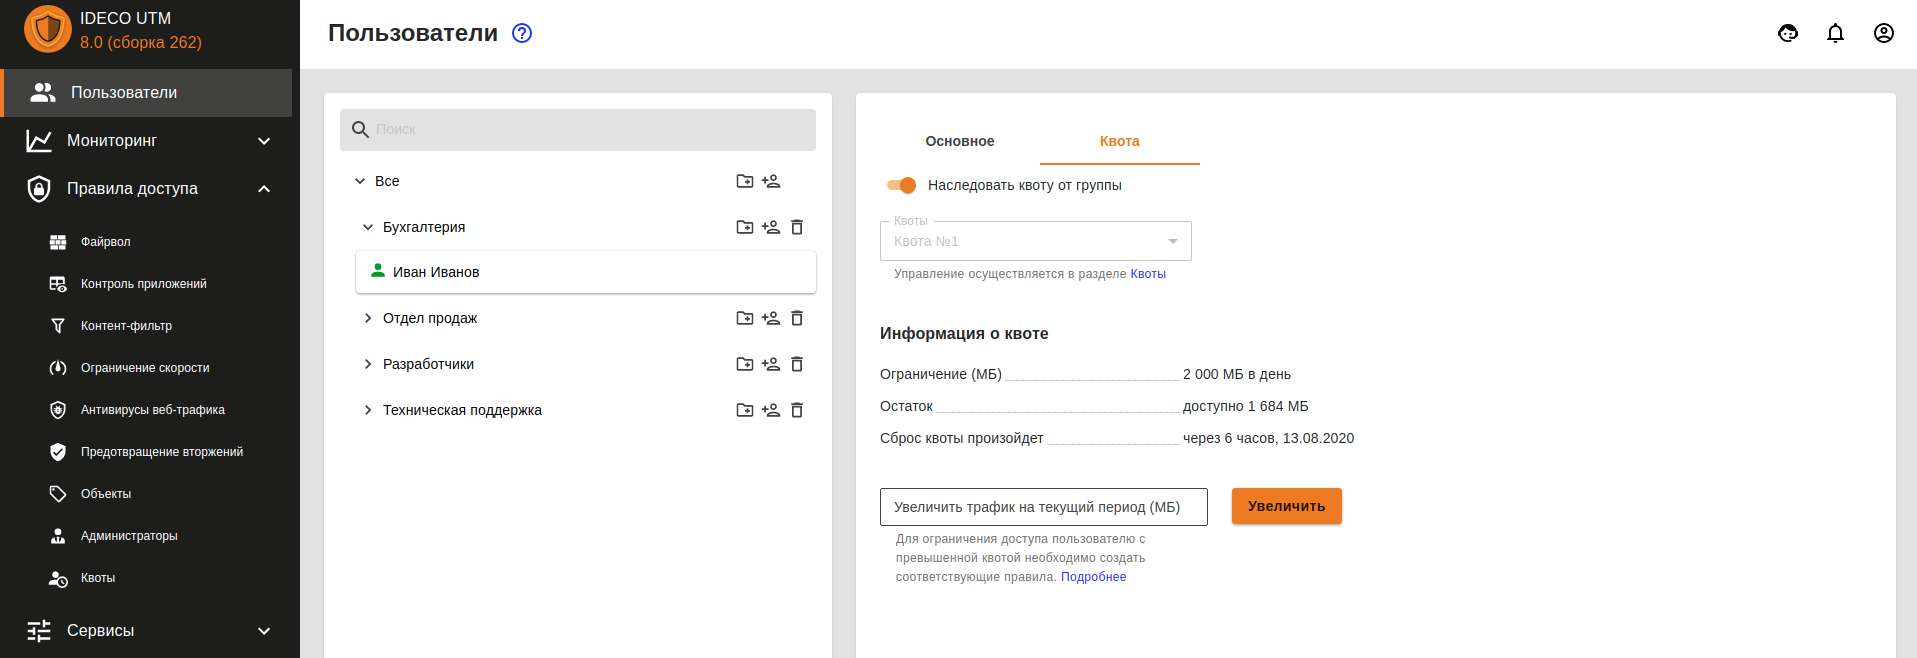 IDECO UTM
8.0 (сборка 262)
Пользователи
Мониторинг
Правила доступа
Файрвол
Контроль приложений
Контент-фильтр
Ограничение скорости
Антивирусы веб-трафика
Предотвращение вторжений
Объекты
Администраторы
Квоты
Сервисы
Пользователи
Поиск
Все
Бухгалтерия
Иван Иванов
Отдел продаж
Разработчики
Техническая поддержка
Основное
Квота
Наследовать квоту от группы
Квоты
Квота №1
Управление осуществляется в разделе Квоты
Информация о квоте
Ограничение (МБ) 2 000 МБ в день
Остаток доступно 1 684 МБ
Сброс квоты произойдет через 6 часов, 13.08.2020
Увеличить трафик на текущий период (МБ)
Увеличить
Для ограничения доступа пользователю с
превышенной квотой необходимо создать
соответствующие правила. Подробнее